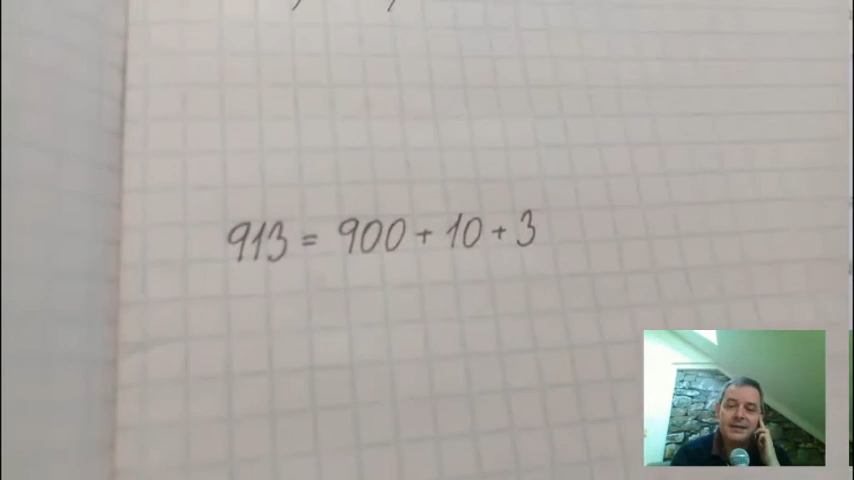 913 = 900 + 10 + 3